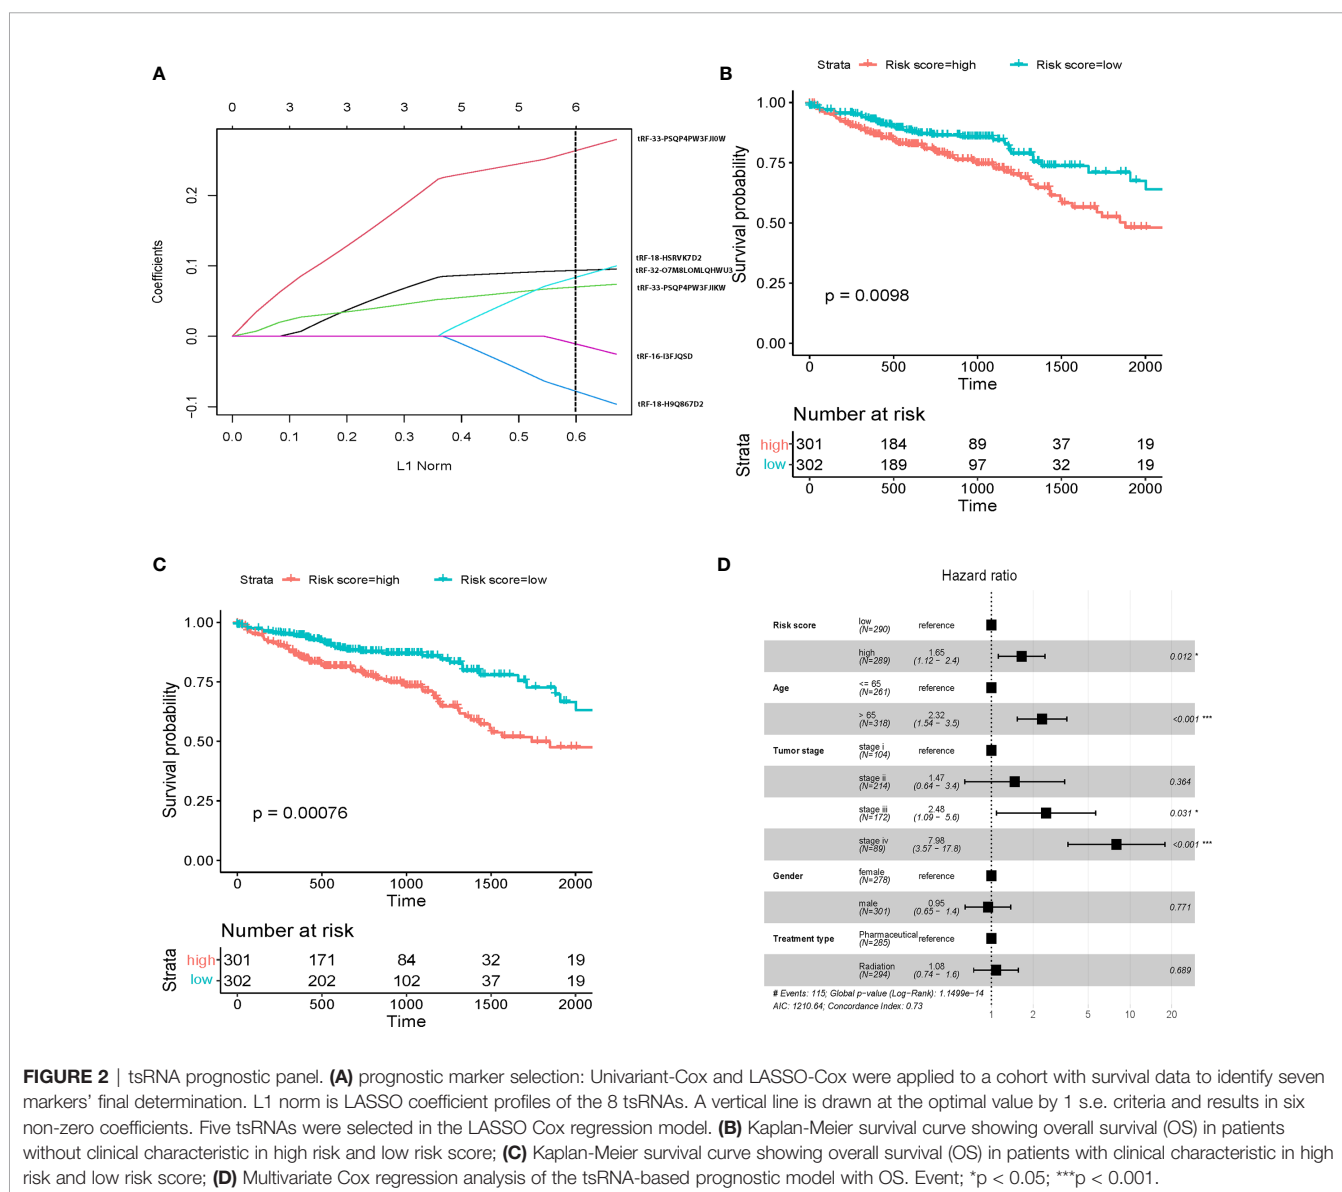 A
0 3 3 3 5 5 6
Coefficients
0.2
0.1
0.0
−0.1
tRF-33-PSQP4PW3FJI0W
tRF-18-HSRVK7D2
tRF-32-O7M8LOMLQHWU3
tRF-33-PSQP4PW3FJIKW
tRF-16-I3FJQSD
tRF-18-H9Q867D2
0.0 0.1 0.2 0.3 0.4 0.5 0.6
L1 Norm
B
Strata Risk score=high Risk score=low
Survival probability
1.00
0.75
0.50
0.25
0.00
p = 0.0098
0 500 1000 1500 2000
Time
Number at risk
Strata
high 301 184 89 37 19
low 302 189 97 32 19
0 500 1000 1500 2000
Time
C
Strata Risk score=high Risk score=low
Survival probability
1.00
0.75
0.50
0.25
0.00
p = 0.00076
0 500 1000 1500 2000
Time
Number at risk
Strata
high 301 171 84 32 19
low 302 202 102 37 19
0 500 1000 1500 2000
Time
D
Hazard ratio
Risk score low (N=290) reference
high (N=289) 1.65 (1.12 − 2.4) 0.012 *
Age <= 65 (N=261) reference
> 65 (N=318) 2.32 (1.54 − 3.5) <0.001 ***
Tumor stage stage i (N=104) reference
stage ii (N=214) 1.47 (0.64 − 3.4) 0.364
stage iii (N=172) 2.48 (1.09 − 5.6) 0.031 *
stage iv (N=89) 7.98 (3.57 − 17.8) <0.001 ***
Gender female (N=278) reference
male (N=301) 0.95 (0.65 − 1.4) 0.771
Treatment type Pharmaceutical (N=285) reference
Radiation (N=294) 1.08 (0.74 − 1.6) 0.689
# Events: 115; Global p−value (Log−Rank): 1.1499e−14
AIC: 1210.64; Concordance Index: 0.73
1 2 5 10 20
FIGURE 2 | tsRNA prognostic panel. (A) prognostic marker selection: Univariant-Cox and LASSO-Cox were applied to a cohort with survival data to identify seven
markers' final determination. L1 norm is LASSO coefficient profiles of the 8 tsRNAs. A vertical line is drawn at the optimal value by 1 s.e. criteria and results in six
non-zero coefficients. Five tsRNAs were selected in the LASSO Cox regression model. (B) Kaplan-Meier survival curve showing overall survival (OS) in patients
without clinical characteristic in high risk and low risk score; (C) Kaplan-Meier survival curve showing overall survival (OS) in patients with clinical characteristic in high
risk and low risk score; (D) Multivariate Cox regression analysis of the tsRNA-based prognostic model with OS. Event; *p < 0.05; ***p < 0.001.